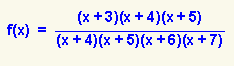 f(x) = (x + 3)(x + 4)(x + 5) / (x + 4)(x + 5)(x + 6)(x + 7)